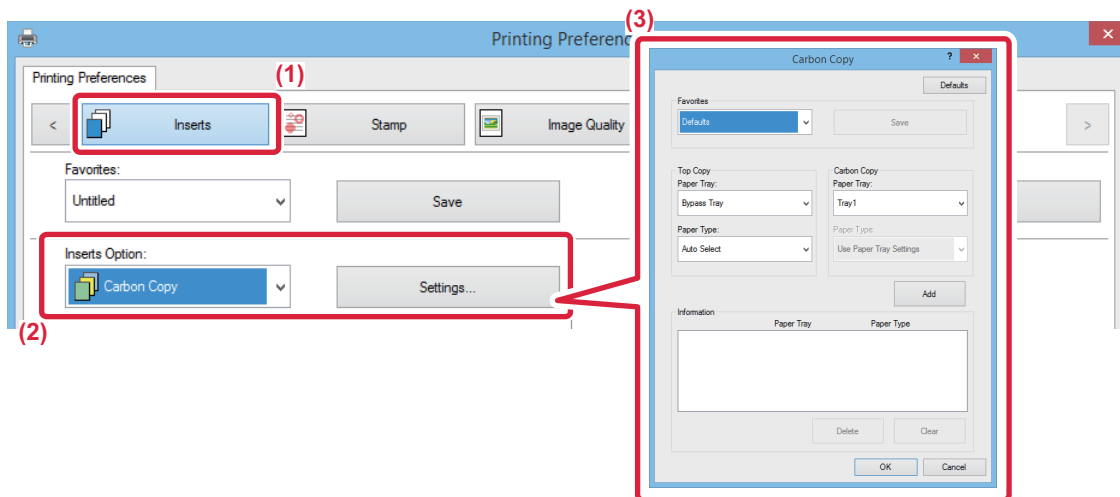 (3)
Printing Preferenc
Printing Preferences
(1)
<
Inserts
Stamp
Image Quality
>
Favorites:
Untitled
Save
Inserts Option:
Carbon Copy
Settings...
(2)
Carbon Copy
?
Defaults
Favorites
Defaults
Save
Top Copy
Paper Tray:
Bypass Tray
Paper Type:
Auto Select
Carbon Copy
Paper Tray:
Tray1
Paper Type:
Use Paper Tray Settings
Add
Information
Paper Tray Paper Type
Delete
Clear
OK
Cancel